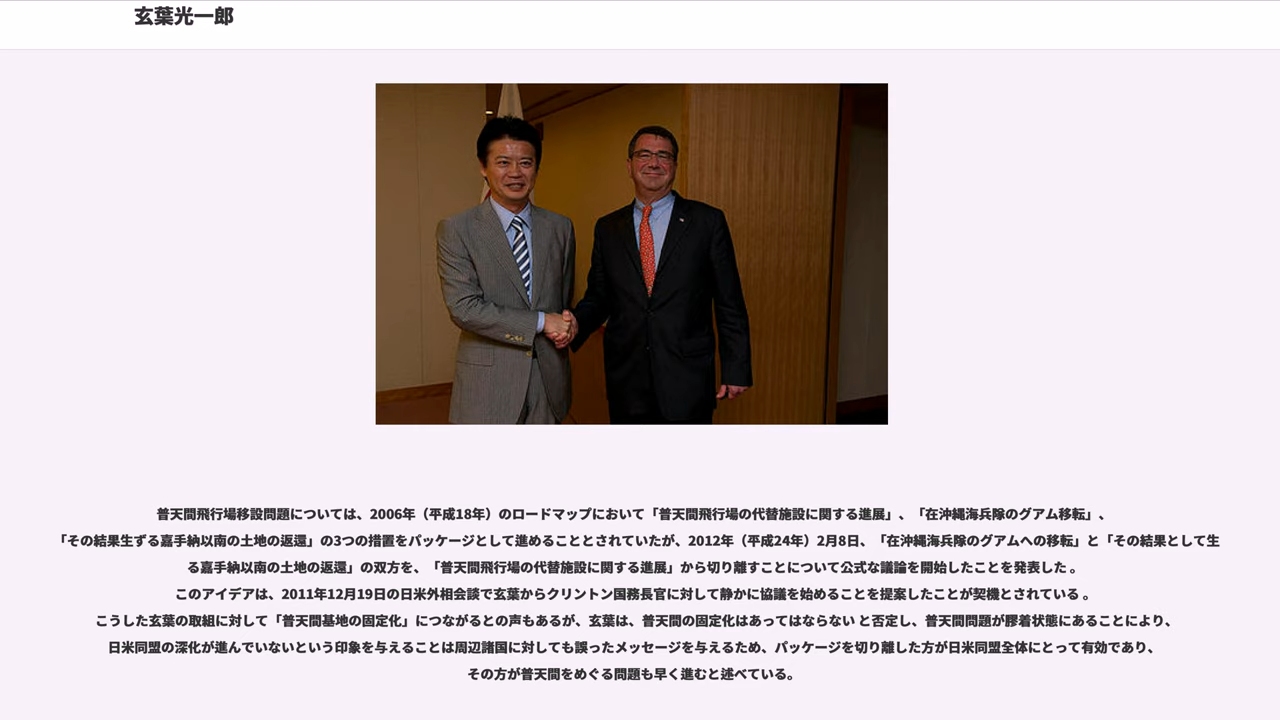 玄葉光一郎
普天間飛行場移設問題については、2006年（平成18年）のロードマップにおいて「普天間飛行場の代替施設に関する進展」、「在沖縄海兵隊のグアム移転」、
「その結果生ずる嘉手納以南の土地の返還」の3つの措置をパッケージとして進めることとされていたが、2012年（平成24年）2月8日、「在沖縄海兵隊のグアムへの移転」と「その結果として生
る嘉手納以南の土地の返還」の双方を、「普天間飛行場の代替施設に関する進展」から切り離すことについて公式な議論を開始したことを発表した 。
このアイデアは、2011年12月19日の日米外相会談で玄葉からクリントン国務長官に対して静かに協議を始めることを提案したことが契機とされている 。
こうした玄葉の取組に対して「普天間基地の固定化」につながるとの声もあるが、玄葉は、普天間の固定化はあってはならない と否定し、普天間問題が膠着状態にあることにより、
日米同盟の深化が進んでいないという印象を与えることは周辺諸国に対しても誤ったメッセージを与えるため、パッケージを切り離した方が日米同盟全体にとって有効であり、
その方が普天間をめぐる問題も早く進むと述べている。